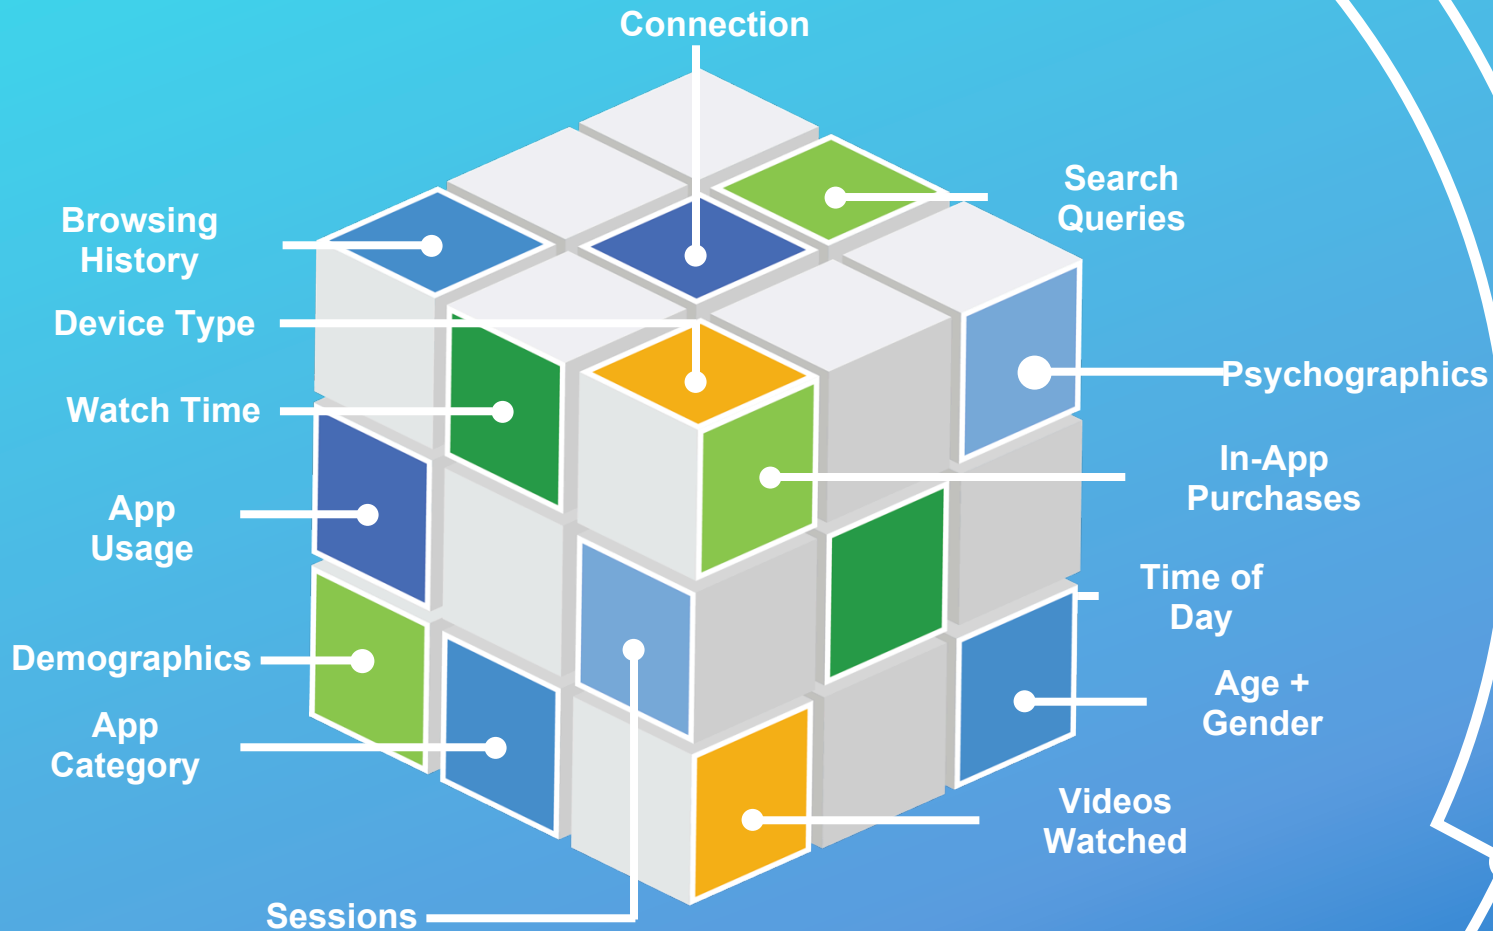 Connection
Search
Queries
Browsing
History
Device Type
Psychographics
Watch Time
In-App
Purchases
App
Usage
Time of
Day
Demographics
Age +
Gender
App
Category
Videos
Watched
Sessions